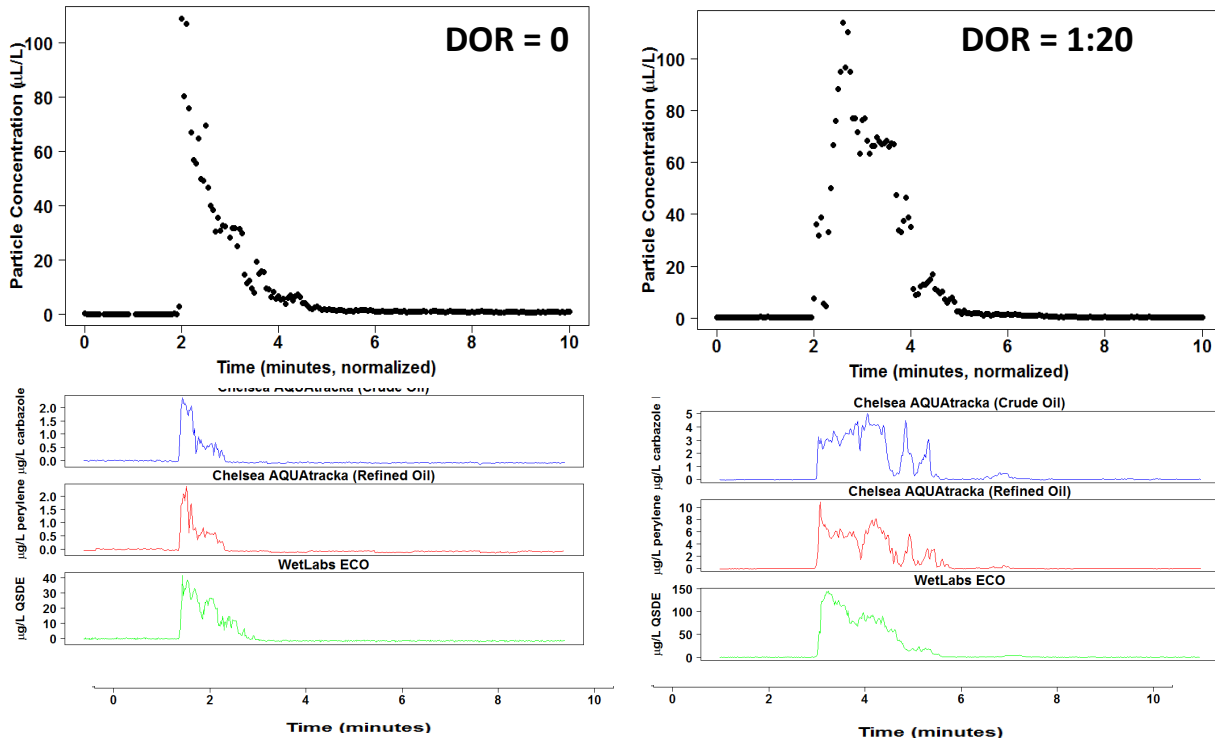 DOR = 0
Particle Concentration (µL/L)
100
80
60
40
20
0
0 2 4 6 8 10
Time (minutes, normalized)
Chelsea AQUAtracka (Crude Oil)
µg/L carbazole
2.0
1.5
1.0
0.5
0.0
Chelsea AQUAtracka (Refined Oil)
µg/L perylene
2.0
1.5
1.0
0.5
0.0
WetLabs ECO
µg/L QSDE
40
30
20
10
0
0 2 4 6 8 10
Time (minutes)
DOR = 1:20
Particle Concentration (µL/L)
100
80
60
40
20
0
0 2 4 6 8 10
Time (minutes, normalized)
Chelsea AQUAtracka (Crude Oil)
µg/L carbazole
5
4
3
2
1
0
Chelsea AQUAtracka (Refined Oil)
µg/L perylene
10
8
6
4
2
0
WetLabs ECO
µg/L QSDE
150
100
50
0
0 2 4 6 8 10
Time (minutes)